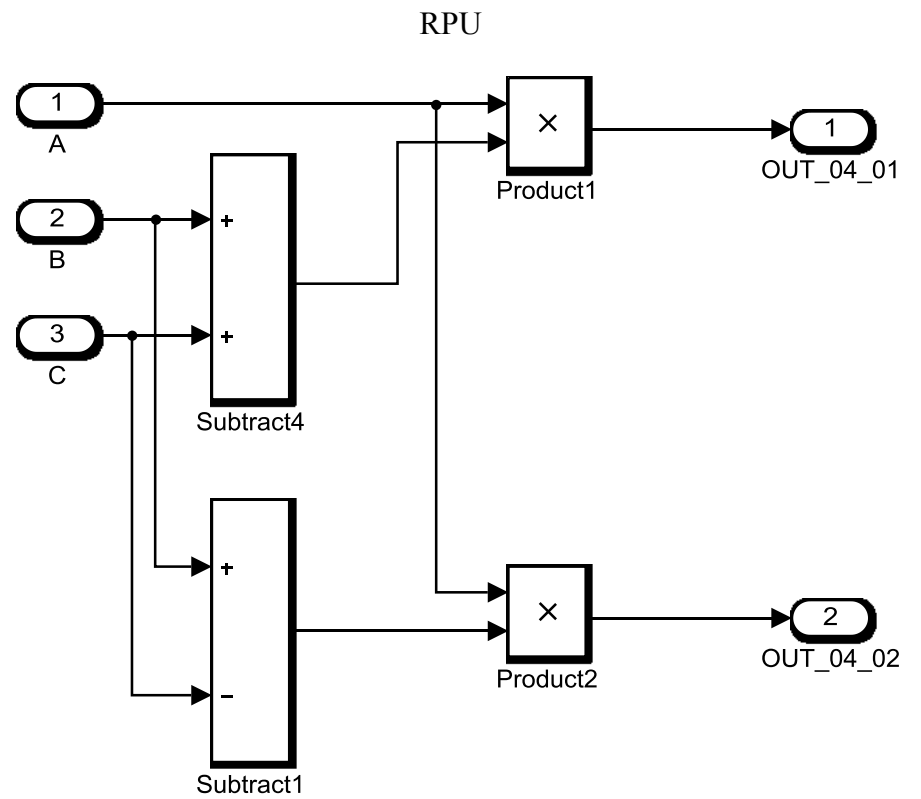 RPU
1
A
×
Product1
1
OUT_04_01
2
B
+
+
3
C
Subtract4
+
−
Subtract1
×
Product2
2
OUT_04_02